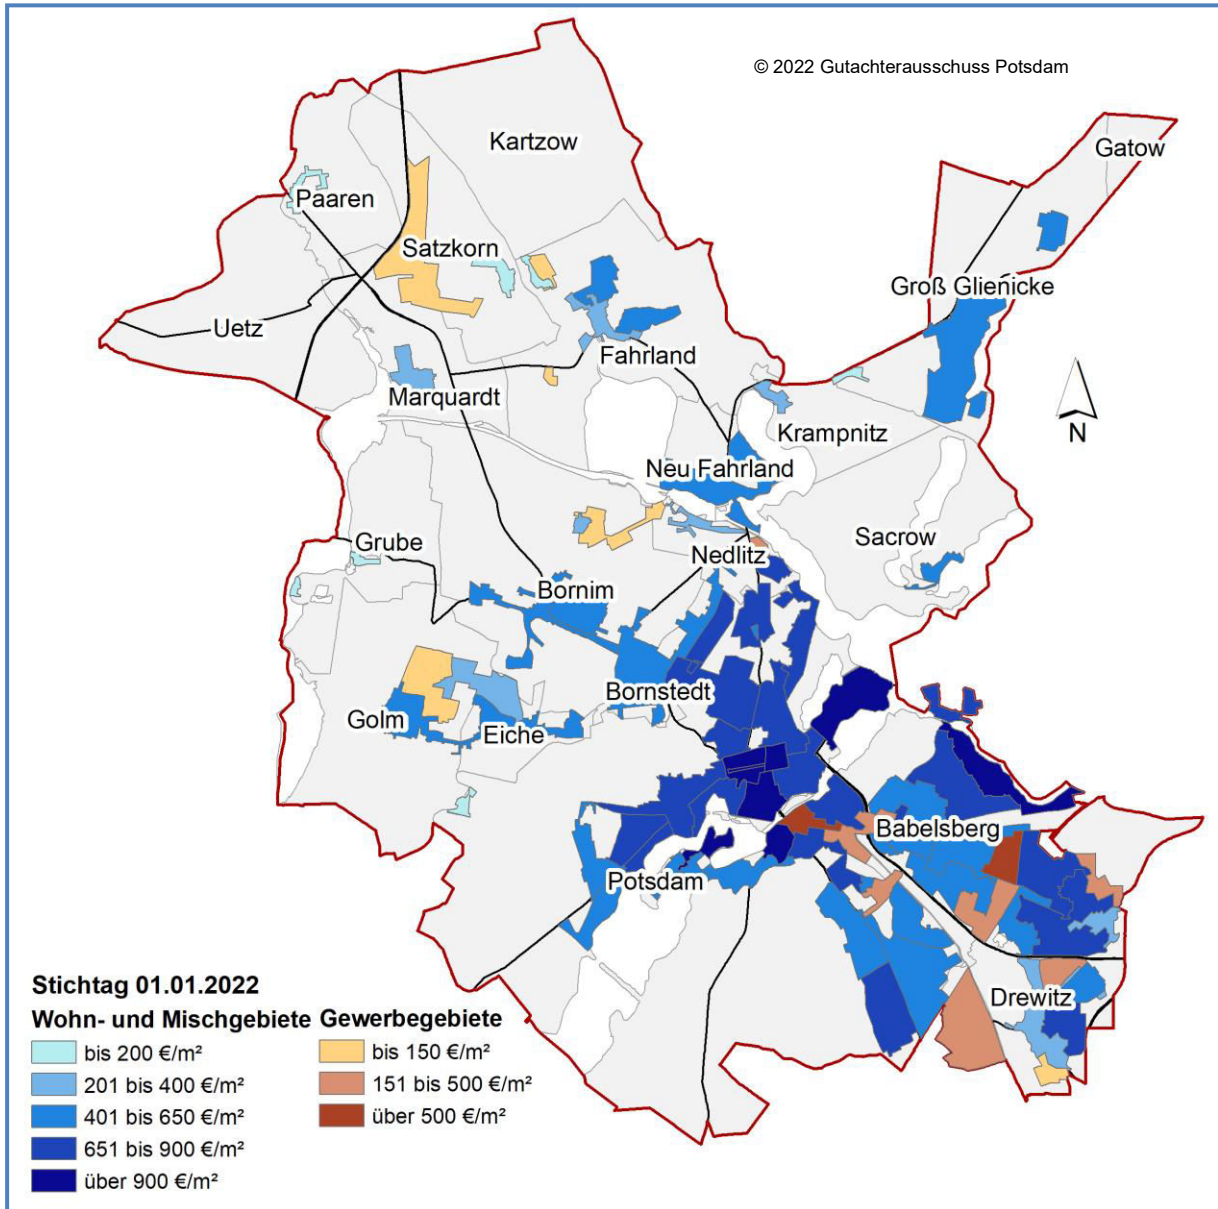 © 2022 Gutachterausschuss Potsdam
Kartzow
Gatow
Paaren
Satzkorn
Groß Glienicke
Uetz
Fahrland
Marquardt
Krampnitz
N
Neu Fahrland
Sacrow
Grube
Nedlitz
Bornim
Bornstedt
Golm
Eiche
Babelsberg
Potsdam
Drewitz
Stichtag 01.01.2022
Wohn- und Mischgebiete
bis 200 €/m²
201 bis 400 €/m²
401 bis 650 €/m²
651 bis 900 €/m²
über 900 €/m²
Gewerbegebiete
bis 150 €/m²
151 bis 500 €/m²
über 500 €/m²